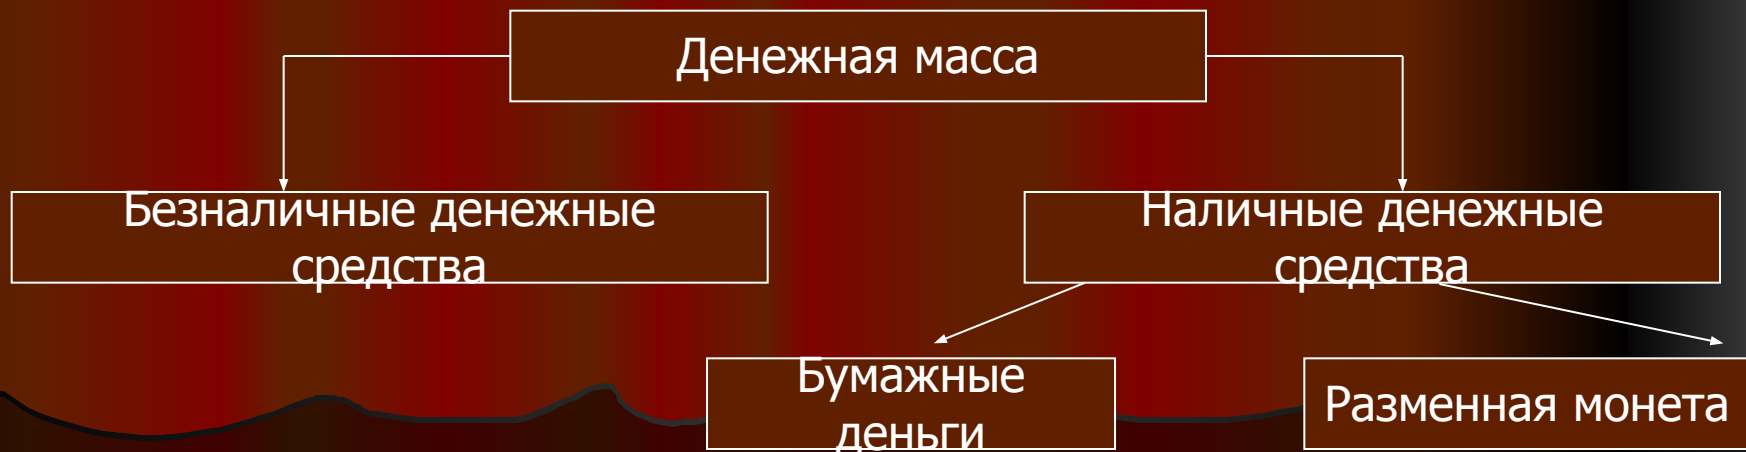 Денежная масса
Безналичные денежные
средства
Наличные денежные
средства
Бумажные
деньги
Разменная монета